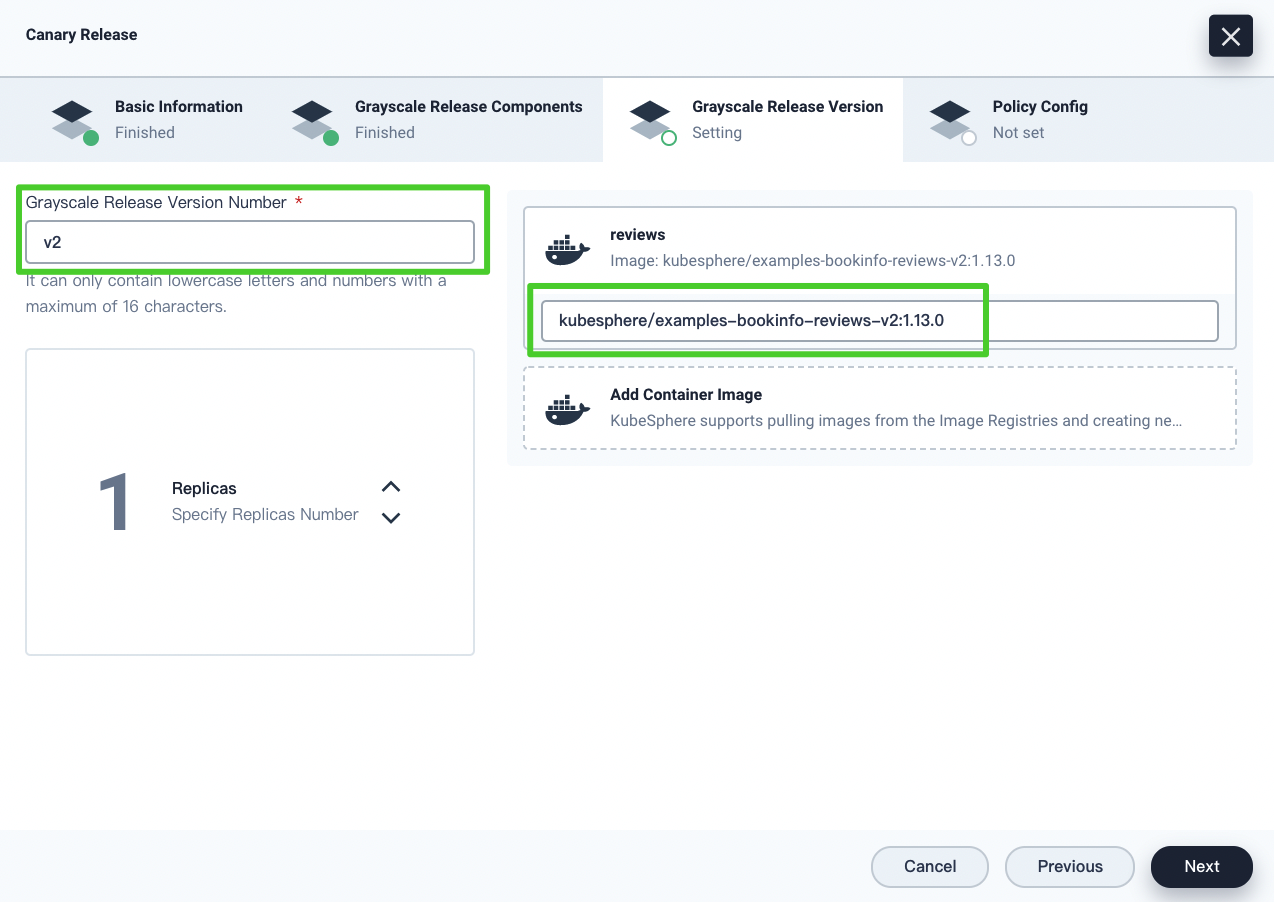 Canary Release
Basic Information
Finished
Grayscale Release Components
Finished
Grayscale Release Version
Setting
Policy Config
Not set
Grayscale Release Version Number *
v2
It can only contain lowercase letters and numbers with a
maximum of 16 characters.
1
Replicas
Specify Replicas Number
reviews
Image: kubesphere/examples-bookinfo-reviews-v2:1.13.0
kubesphere/examples-bookinfo-reviews-v2:1.13.0
Add Container Image
KubeSphere supports pulling images from the Image Registries and creating ne...
Cancel
Previous
Next